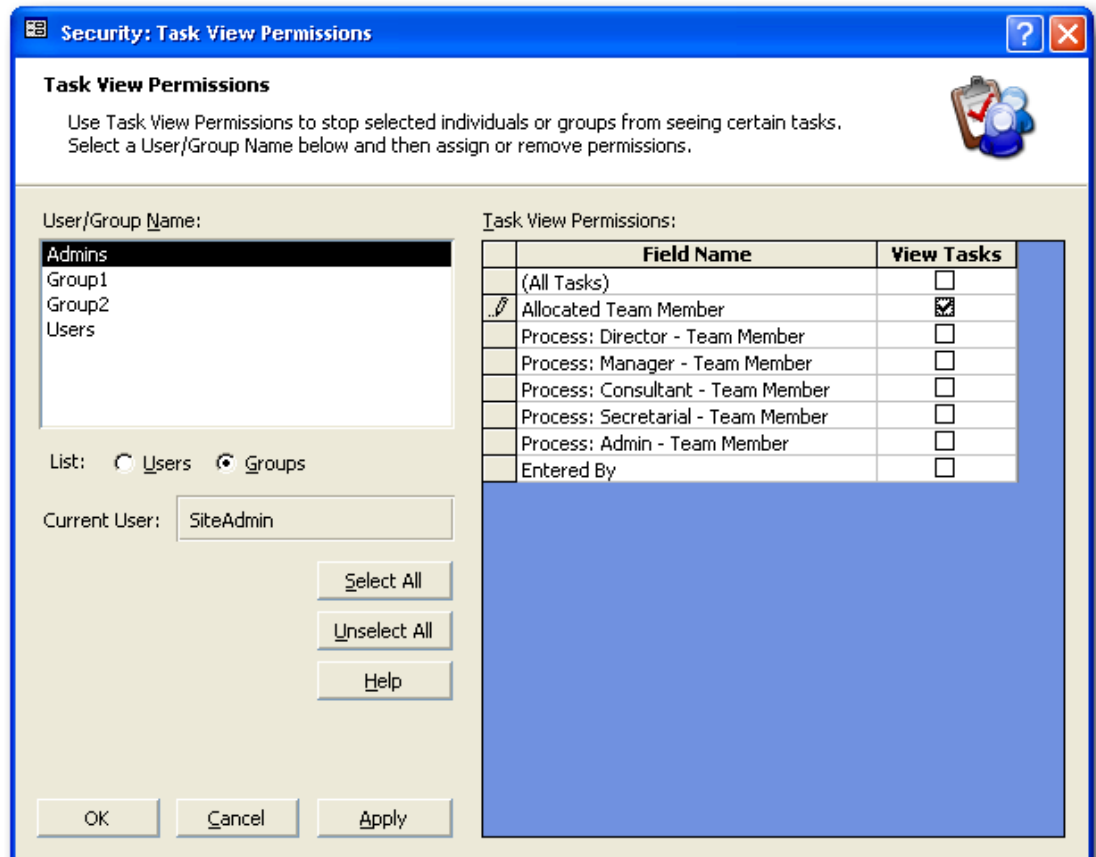 Security: Task View Permissions
Task View Permissions
Use Task View Permissions to stop selected individuals or groups from seeing certain tasks.
Select a User/Group Name below and then assign or remove permissions.
User/Group Name:
Admins
Group1
Group2
Users
List: Users Groups
Current User: SiteAdmin
Select All
Unselect All
Help
OK Cancel Apply
Task View Permissions:
Field Name View Tasks
(All Tasks)
Allocated Team Member
Process: Director - Team Member
Process: Manager - Team Member
Process: Consultant - Team Member
Process: Secretarial - Team Member
Process: Admin - Team Member
Entered By